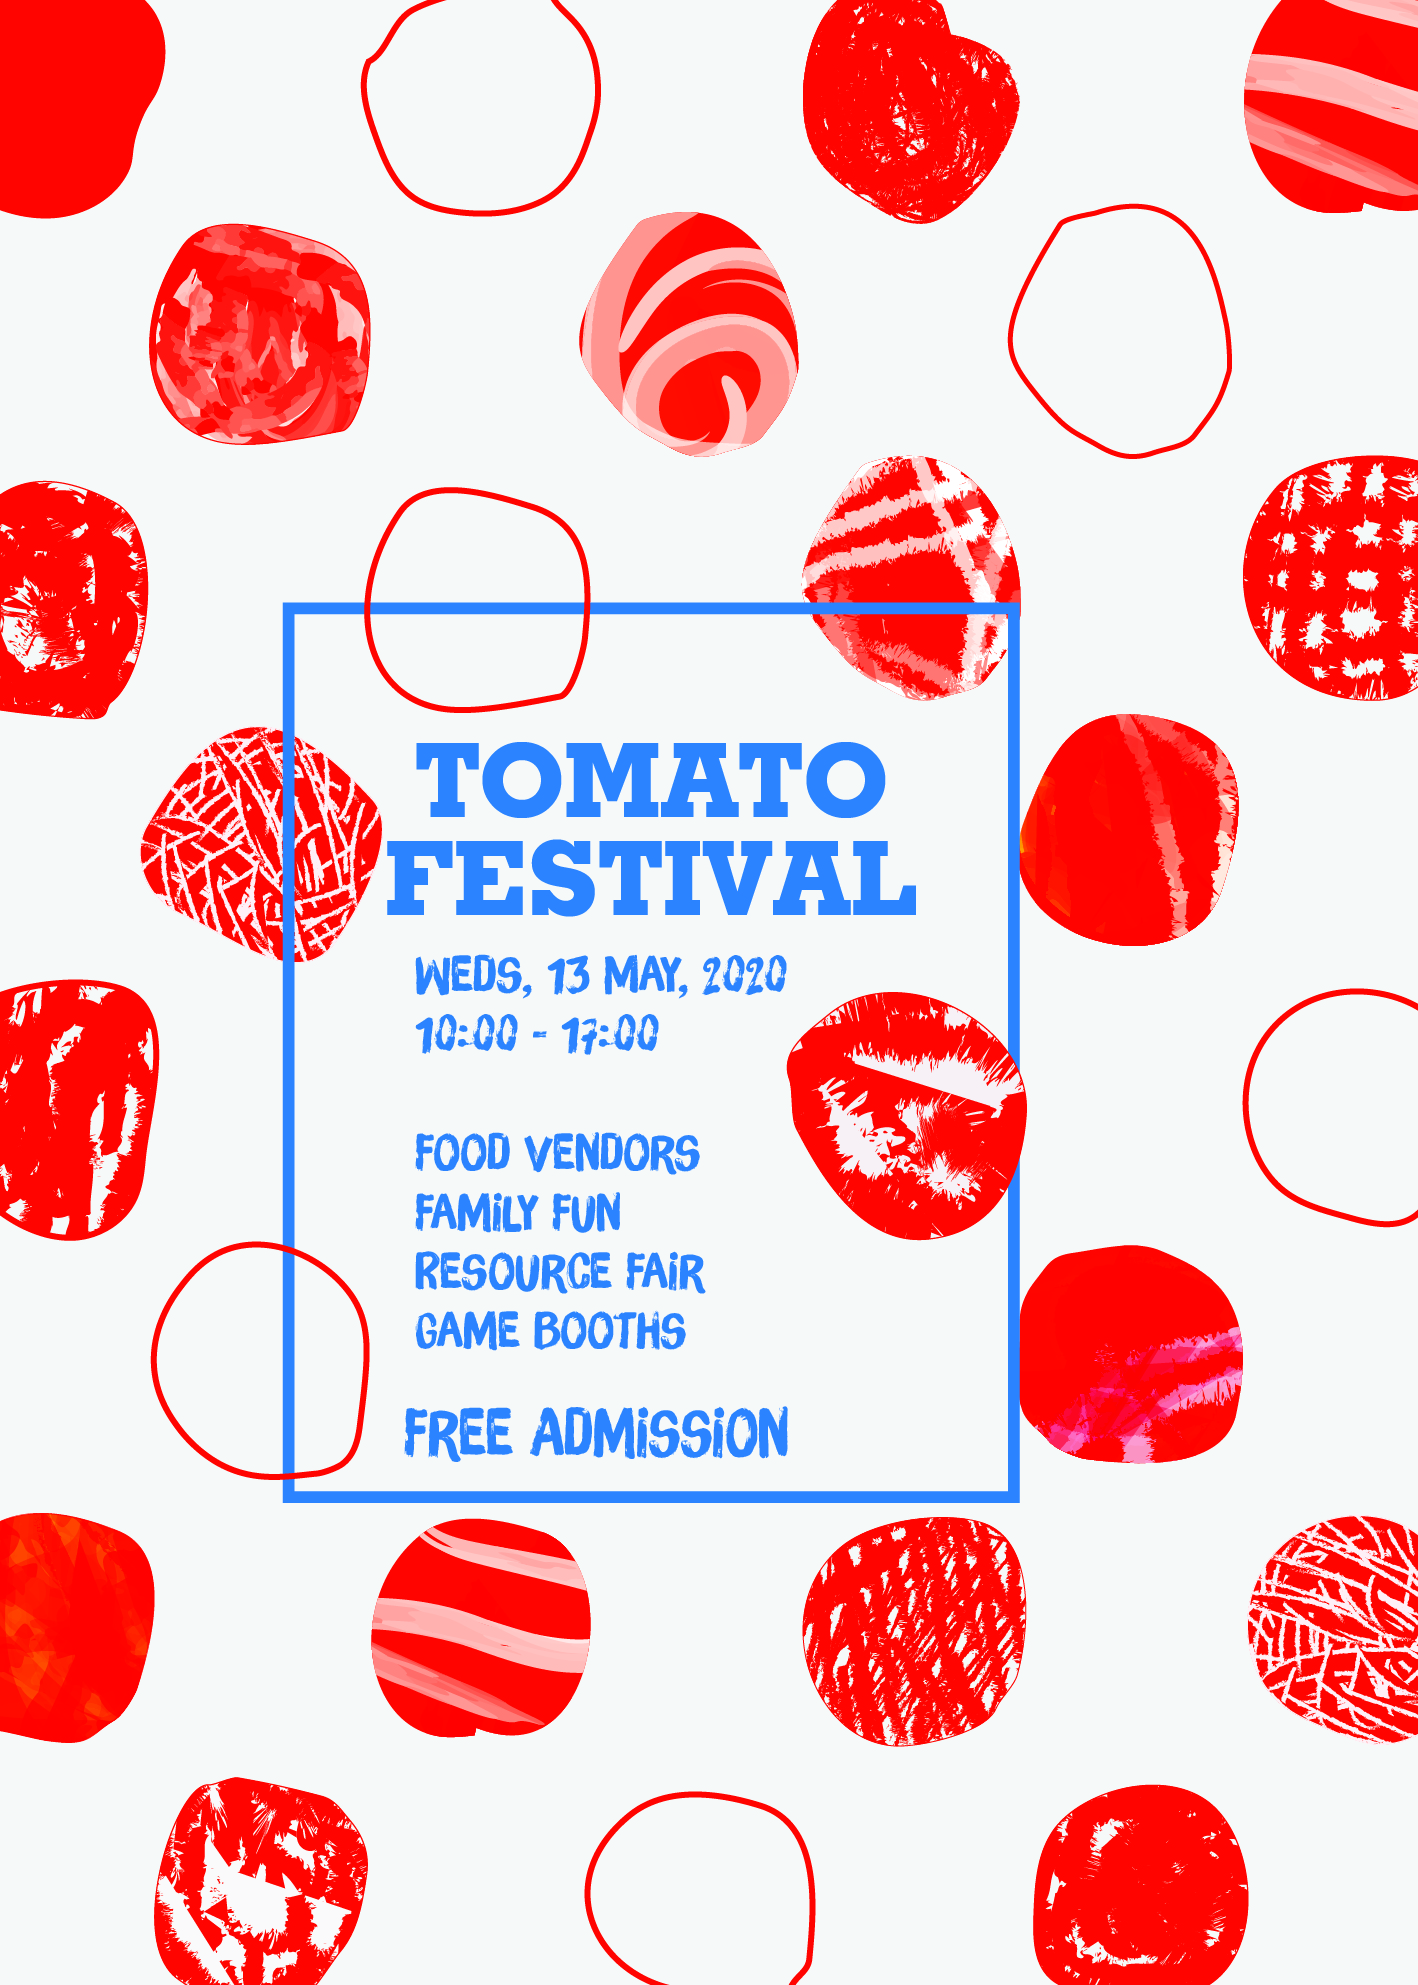 TOMATO
FESTIVAL
WEDS, 13 MAY, 2020
10:00 - 17:00
FOOD VENDORS
FAMiLY FUN
RESOURCE FAiR
GAME BOOTHS
FREE ADMiSSiON